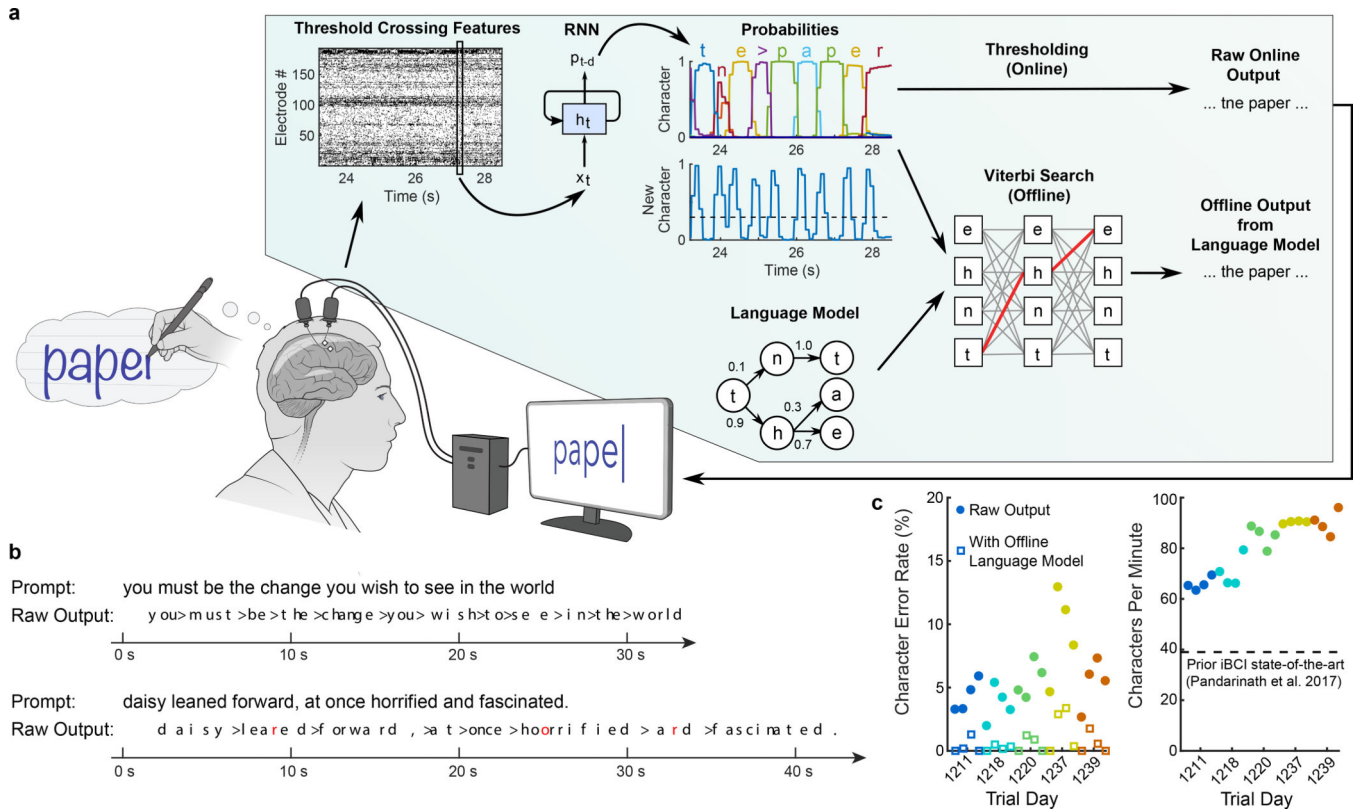 a
Threshold Crossing Features
RNN
Probabilities
Thresholding
(Online)
Raw Online
Output
... tne paper ...
Electrode #
150
100
50
24 26 28
Time (s)
p t-d
h t
x t
t n e > p a p e r
Character
1
0
24 26 28
New
Character
1
0
24 26 28
Time (s)
Viterbi Search
(Offline)
e e e
h h h
n n n
t t t
Offline Output
from
Language Model
... the paper ...
Language Model
t n t h a e
0.1 1.0 0.9 0.3 0.7
paper
pape
b
Prompt: you must be the change you wish to see in the world
Raw Output: you>must>be>the>change>you>wish>to>see>in>the>world
0 s 10 s 20 s 30 s
Prompt: daisy leaned forward, at once horrified and fascinated.
Raw Output: daisy>leared>forward,>at>once>hoorrified>ard>fascinated.
0 s 10 s 20 s 30 s 40 s
c
Character Error Rate (%)
20
15
10
5
0
Raw Output
With Offline
Language Model
1211 1218 1220 1237 1239
Trial Day
Characters Per Minute
100
80
60
40
20
0
Prior iBCI state-of-the-art
(Pandarinath et al. 2017)
1211 1218 1220 1237 1239
Trial Day